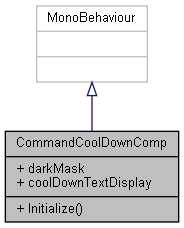 MonoBehaviour
CommandCoolDownComp
+ darkMask
+ coolDownTextDisplay
+ Initialize()